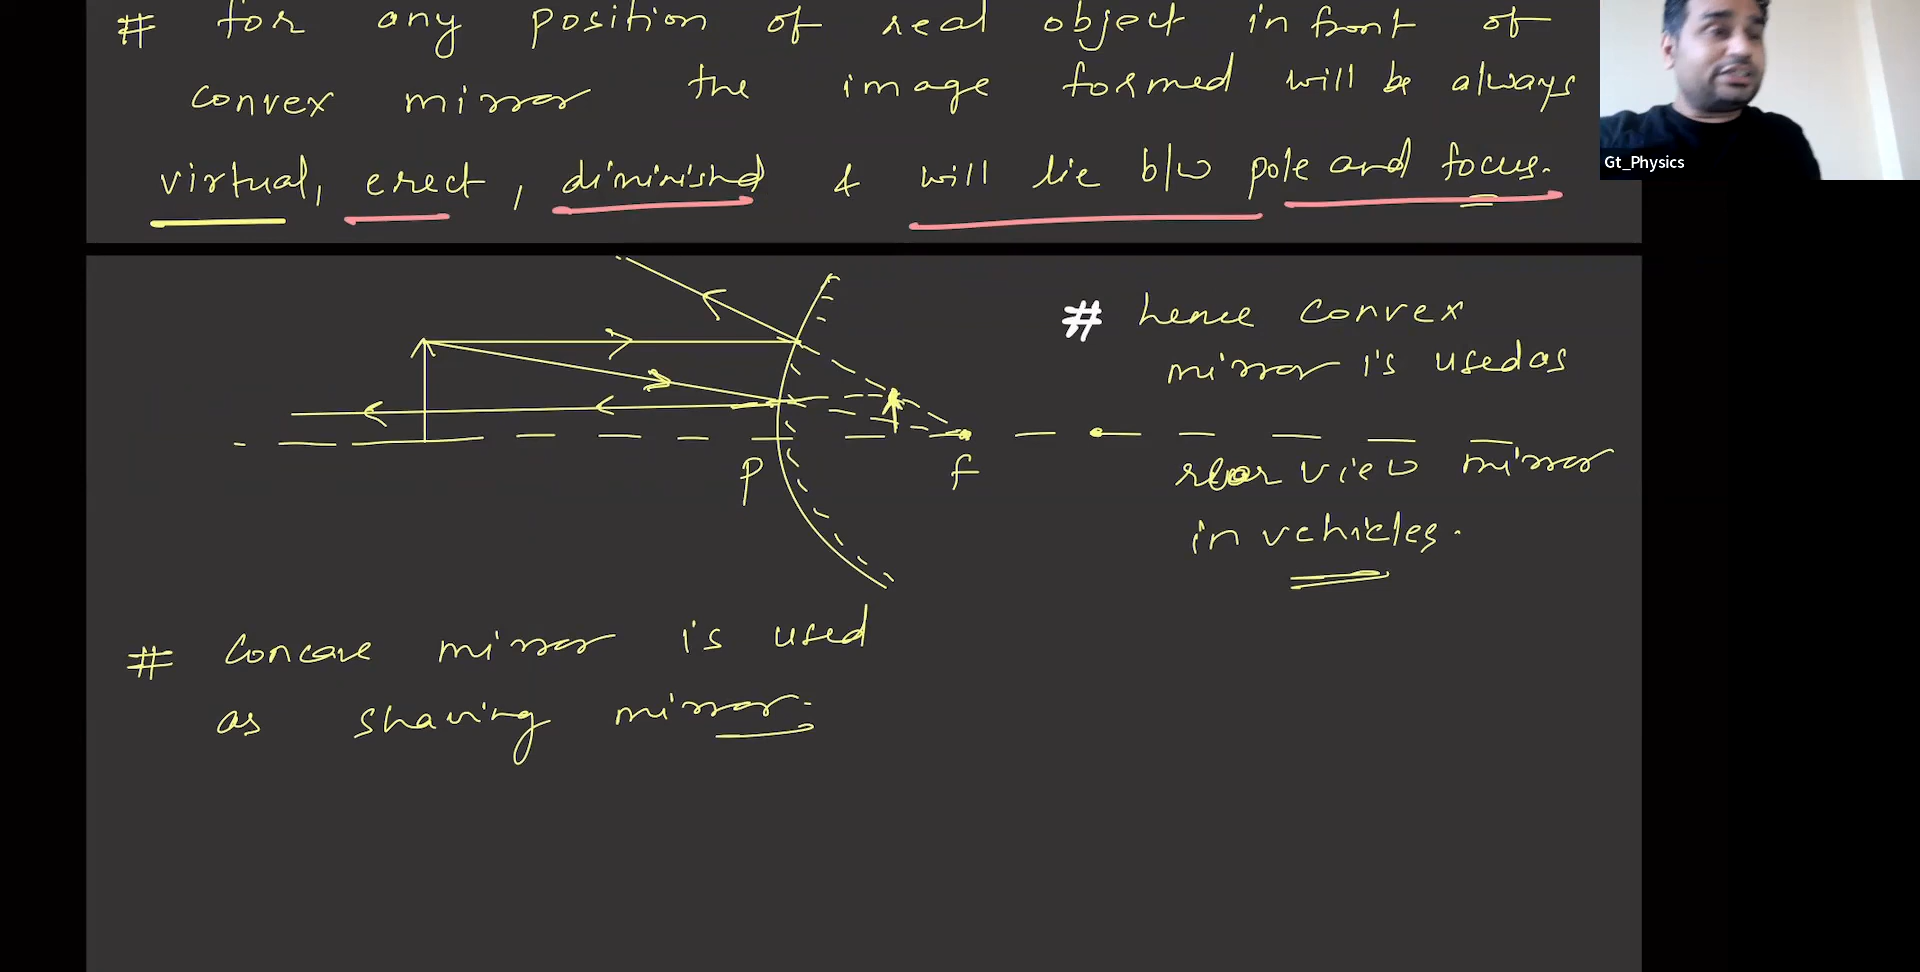 # for any position of real object in front of
convex mirror the image formed will be always
virtual, erect, diminished & will lie b/w pole and focus.
Gt_Physics
# hence convex
mirror is used as
rear view mirror
in vehicles.
P
f
# Concave mirror is used
as shaving mirror.